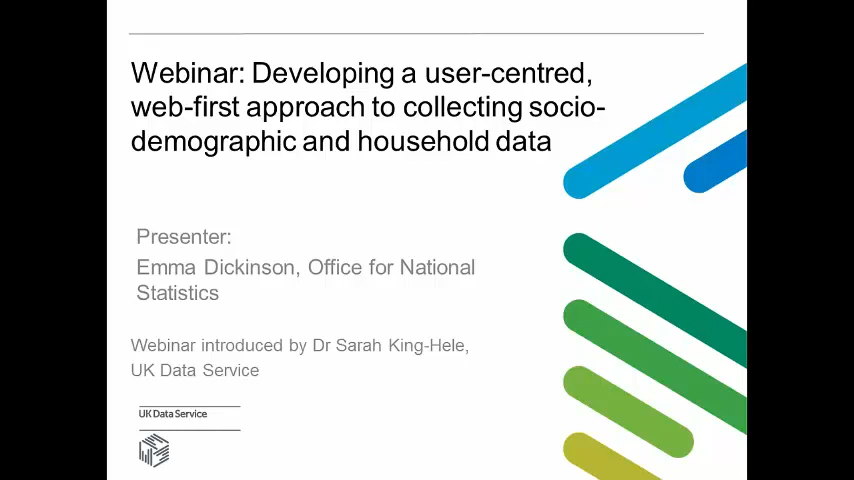 Webinar: Developing a user-centred,
web-first approach to collecting socio-
demographic and household data
Presenter:
Emma Dickinson, Office for National
Statistics
Webinar introduced by Dr Sarah King-Hele,
UK Data Service
UK Data Service